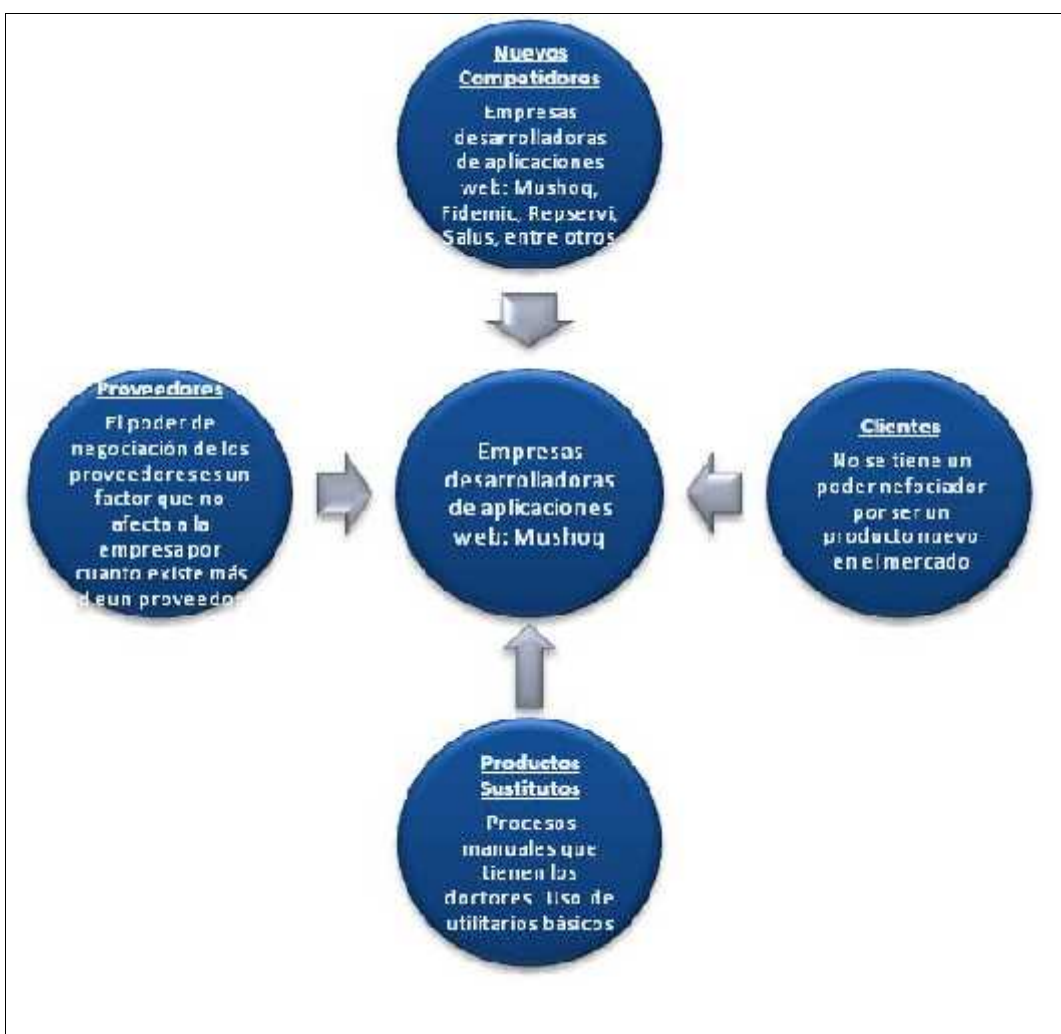 Nuevos
Competidores
Empresas
desarrolladoras
de aplicaciones
web: Mushoq,
Fidemic, Repservi,
Salus, entre otros
Proveedores
El poder de
negociación de los
proveedores es un
factor que no
afecta a la
empresa por
cuanto existe más
de un proveedor
Empresas
desarrolladoras
de aplicaciones
web: Mushoq
Clientes
No se tiene un
poder nefociador
por ser un
producto nuevo
en el mercado
Productos
Sustitutos
Procesos
manuales que
tienen los
doctores. Uso de
utilitarios básicos